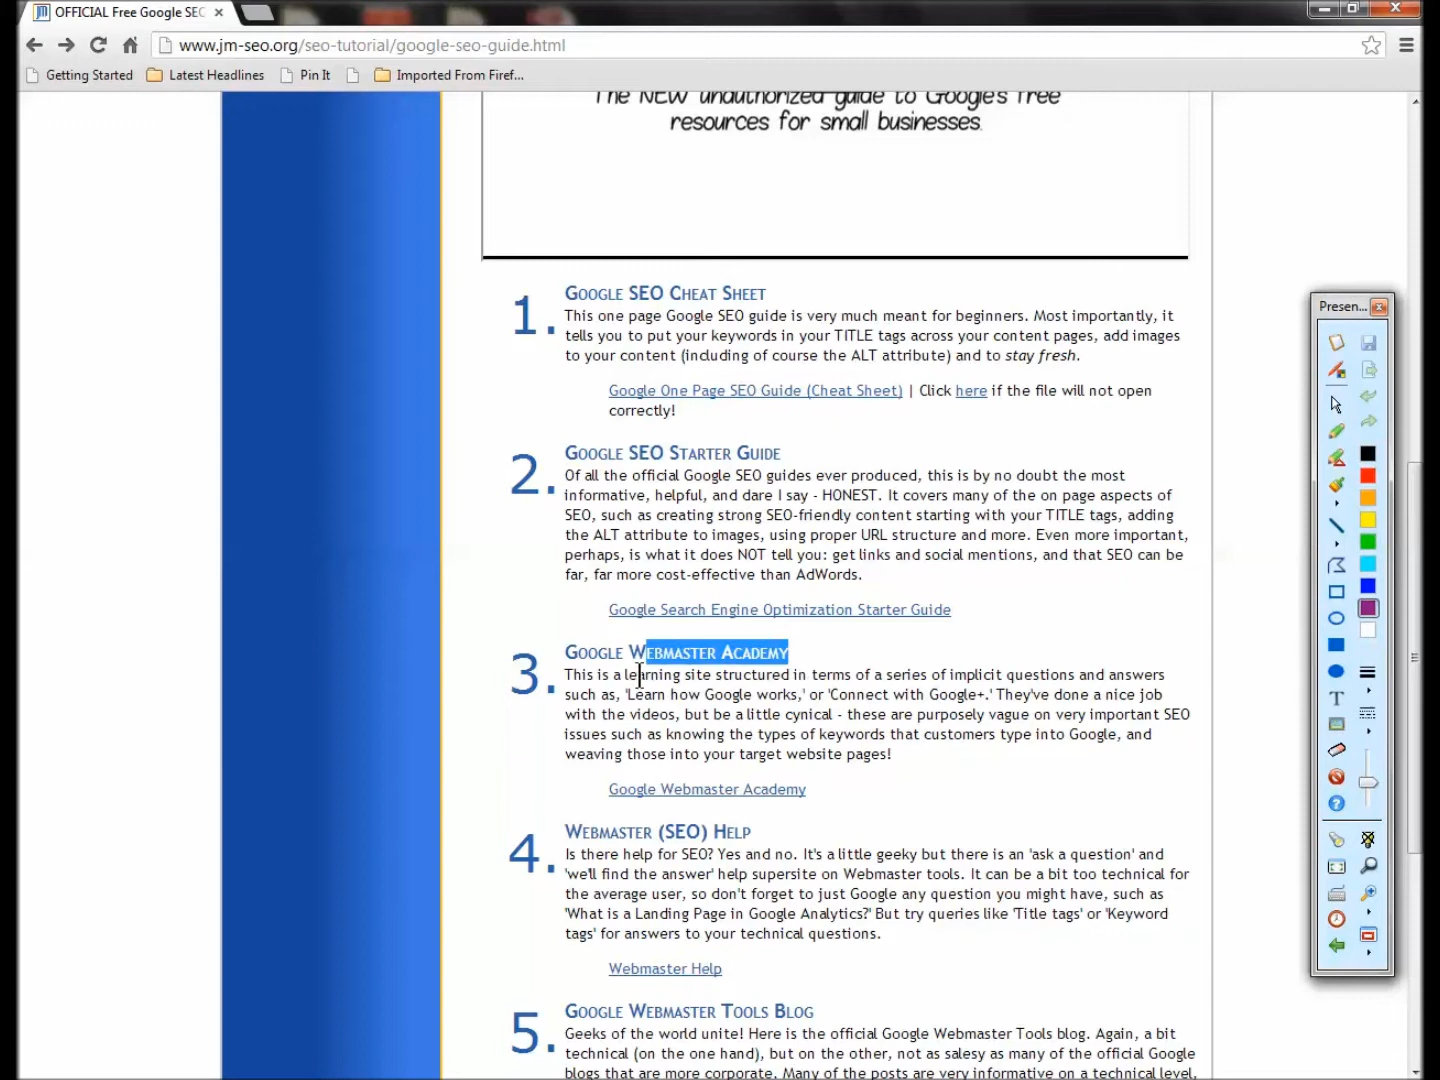 OFFICIAL Free Google SEC
www.jm-seo.org/seo-tutorial/google-seo-guide.html
Getting Started Latest Headlines Pin It Imported From Firef...
The NEW unauthorized guide to Google's free
resources for small businesses.
1. GOOGLE SEO CHEAT SHEET
This one page Google SEO guide is very much meant for beginners. Most importantly, it
tells you to put your keywords in your TITLE tags across your content pages, add images
to your content (including of course the ALT attribute) and to stay fresh.
Google One Page SEO Guide (Cheat Sheet) | Click here if the file will not open
correctly!
2. GOOGLE SEO STARTER GUIDE
Of all the official Google SEO guides ever produced, this is by no doubt the most
informative, helpful, and dare I say - HONEST. It covers many of the on page aspects of
SEO, such as creating strong SEO-friendly content starting with your TITLE tags, adding
the ALT attribute to images, using proper URL structure and more. Even more important,
perhaps, is what it does NOT tell you: get links and social mentions, and that SEO can be
far, far more cost-effective than AdWords.
Google Search Engine Optimization Starter Guide
3. GOOGLE WEBMASTER ACADEMY
This is a learning site structured in terms of a series of implicit questions and answers
such as, 'Learn how Google works,' or 'Connect with Google+.' They've done a nice job
with the videos, but be a little cynical - these are purposely vague on very important SEO
issues such as knowing the types of keywords that customers type into Google, and
weaving those into your target website pages!
Google Webmaster Academy
4. WEBMASTER (SEO) HELP
Is there help for SEO? Yes and no. It's a little geeky but there is an 'ask a question' and
'we'll find the answer' help supersite on Webmaster tools. It can be a bit too technical for
the average user, so don't forget to just Google any question you might have, such as
'What is a Landing Page in Google Analytics?' But try queries like 'Title tags' or 'Keyword
tags' for answers to your technical questions.
Webmaster Help
5. GOOGLE WEBMASTER TOOLS BLOG
Geeks of the world unite! Here is the official Google Webmaster Tools blog. Again, a bit
technical (on the one hand), but on the other, not as salesy as many of the official Google
blogs that are more corporate. Many of the posts are very informative on a technical level,
Presen...